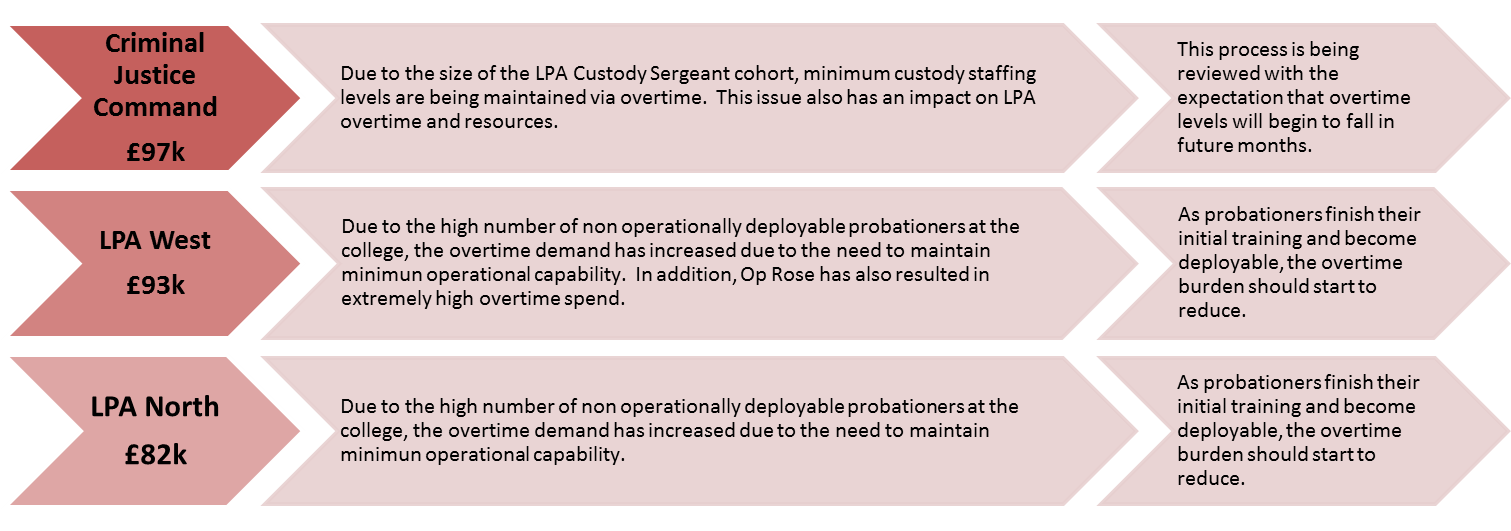 Criminal
Justice
Command
£97k
Due to the size of the LPA Custody Sergeant cohort, minimum custody staffing
levels are being maintained via overtime.  This issue also has an impact on LPA
overtime and resources.
This process is being
reviewed with the
expectation that overtime
levels will begin to fall in
future months.
LPA West
£93k
Due to the high number of non operationally deployable probationers at the
college, the overtime demand has increased due to the need to maintain
minimun operational capability.  In addition, Op Rose has also resulted in
extremely high overtime spend.
As probationers finish their
initial training and become
deployable, the overtime
burden should start to
reduce.
LPA North
£82k
Due to the high number of non operationally deployable probationers at the
college, the overtime demand has increased due to the need to maintain
minimun operational capability.
As probationers finish their
initial training and become
deployable, the overtime
burden should start to
reduce.